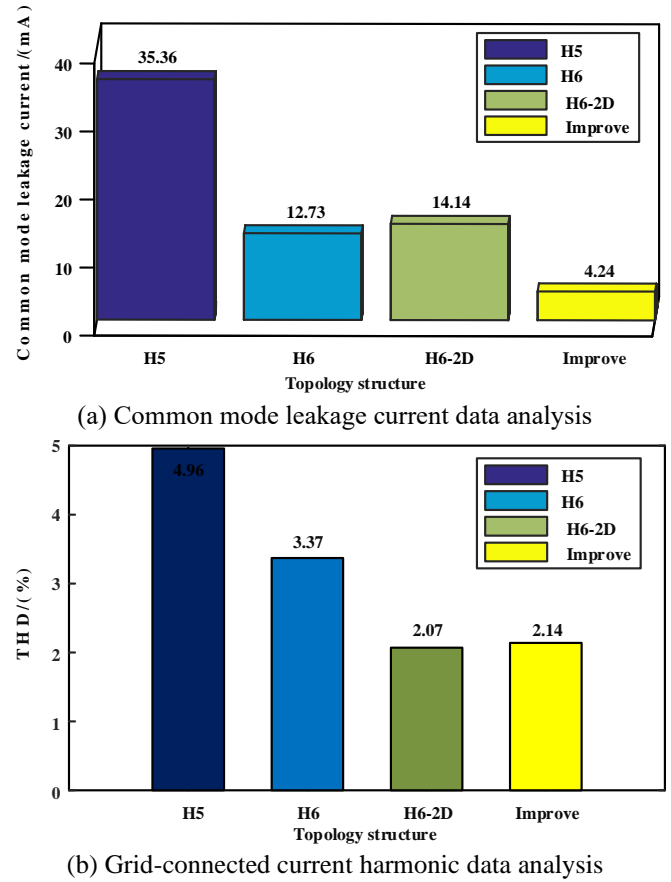 Common mode leakage current /(mA)
40
30
20
10
0
35.36
12.73
14.14
4.24
H5
H6
H6-2D
Improve
H5
H6
H6-2D
Improve
Topology structure
(a) Common mode leakage current data analysis
THD/(%)
5
4
3
2
1
0
4.96
3.37
2.07
2.14
H5
H6
H6-2D
Improve
H5
H6
H6-2D
Improve
Topology structure
(b) Grid-connected current harmonic data analysis